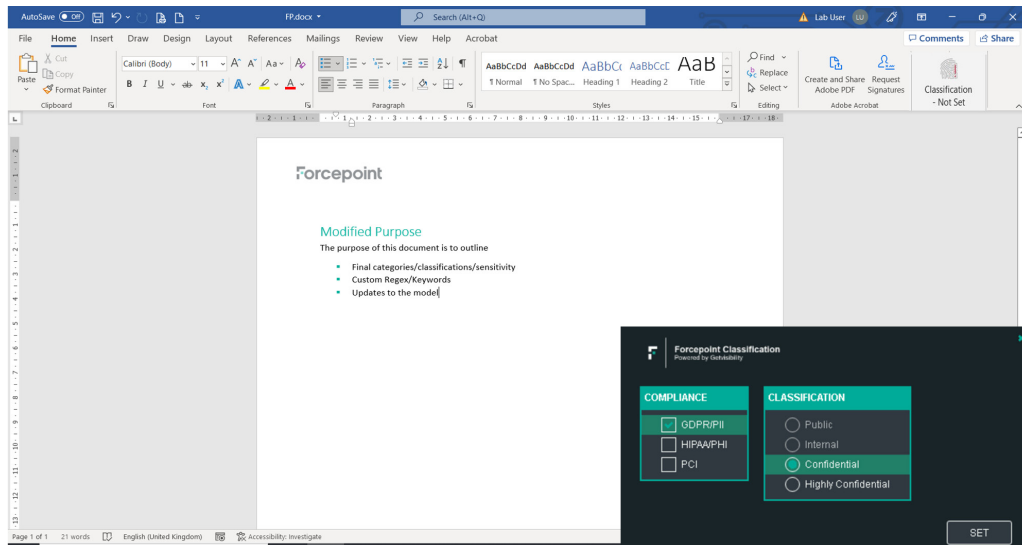 AutoSave Off FP.docx Search (Alt+Q) Lab User LU
File Home Insert Draw Design Layout References Mailings Review View Help Acrobat Comments Share
Paste
Cut
Copy
Format Painter
Clipboard
Calibri (Body) 11
Font
Paragraph
AaBbCcDd AaBbCcDd AaBbCc AaBbCcE AaB
¶ Normal ¶ No Spac... Heading 1 Heading 2 Title
Styles
Find
Replace
Select
Editing
Create and Share Adobe PDF
Request Signatures
Adobe Acrobat
Classification - Not Set
Forcepoint
Modified Purpose
The purpose of this document is to outline
Final categories/classifications/sensitivity
Custom Regex/Keywords
Updates to the model
Forcepoint Classification
Powered by Getvisibility
COMPLIANCE
GDPR/PII
HIPAA/PHI
PCI
CLASSIFICATION
Public
Internal
Confidential
Highly Confidential
SET
Page 1 of 1 21 words English (United Kingdom) Accessibility: Investigate